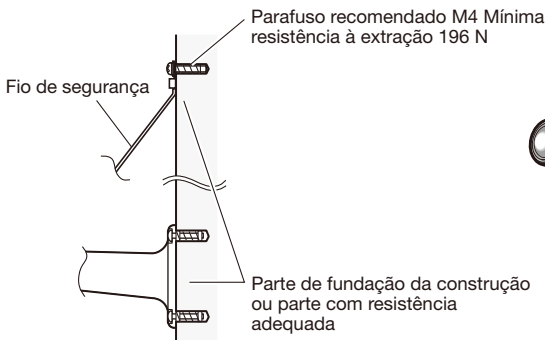 Parafuso recomendado M4 Mínima
resistência à extração 196 N
Fio de segurança
Parte de fundação da construção
ou parte com resistência
adequada